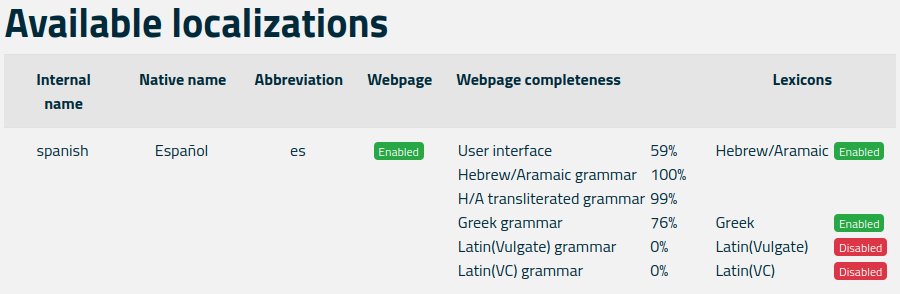 Available localizations
Internal name Native name Abbreviation Webpage Webpage completeness Lexicons
spanish Español es Enabled User interface 59% Hebrew/Aramaic Enabled
Hebrew/Aramaic grammar 100%
H/A transliterated grammar 99%
Greek grammar 76% Greek Enabled
Latin(Vulgate) grammar 0% Latin(Vulgate) Disabled
Latin(VC) grammar 0% Latin(VC) Disabled